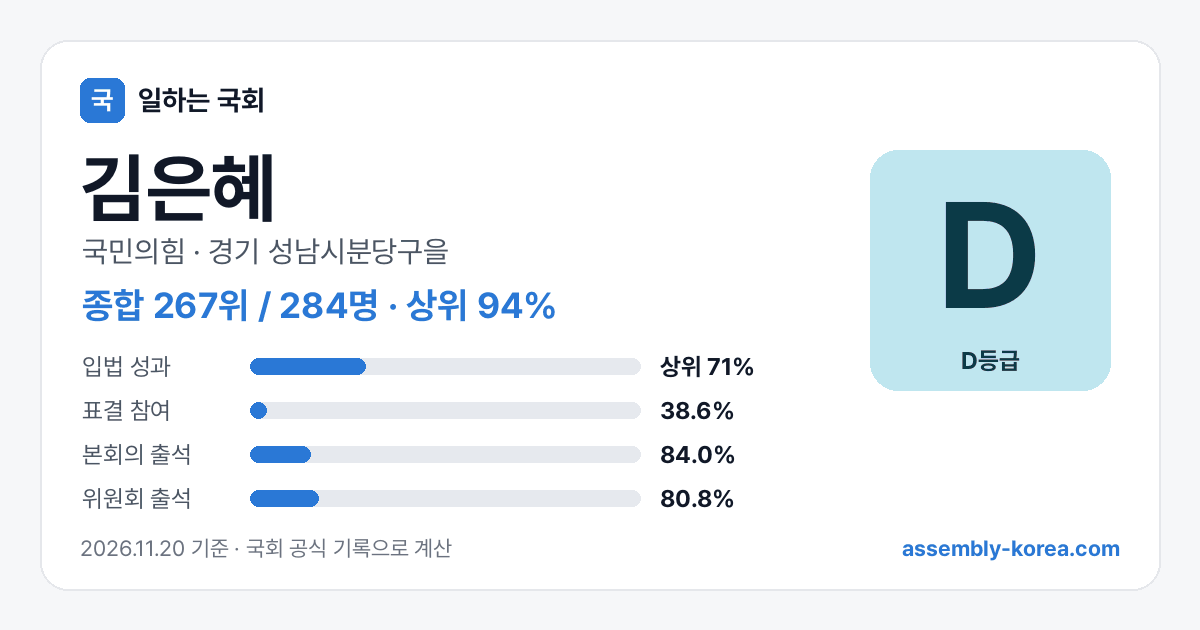 국 일하는 국회
김은혜
국민의힘 · 경기 성남시분당구을
종합 267위 / 284명 · 상위 94%
입법 성과 상위 71%
표결 참여 38.6%
본회의 출석 84.0%
위원회 출석 80.8%
D
D등급
2026.11.20 기준 · 국회 공식 기록으로 계산
assembly-korea.com